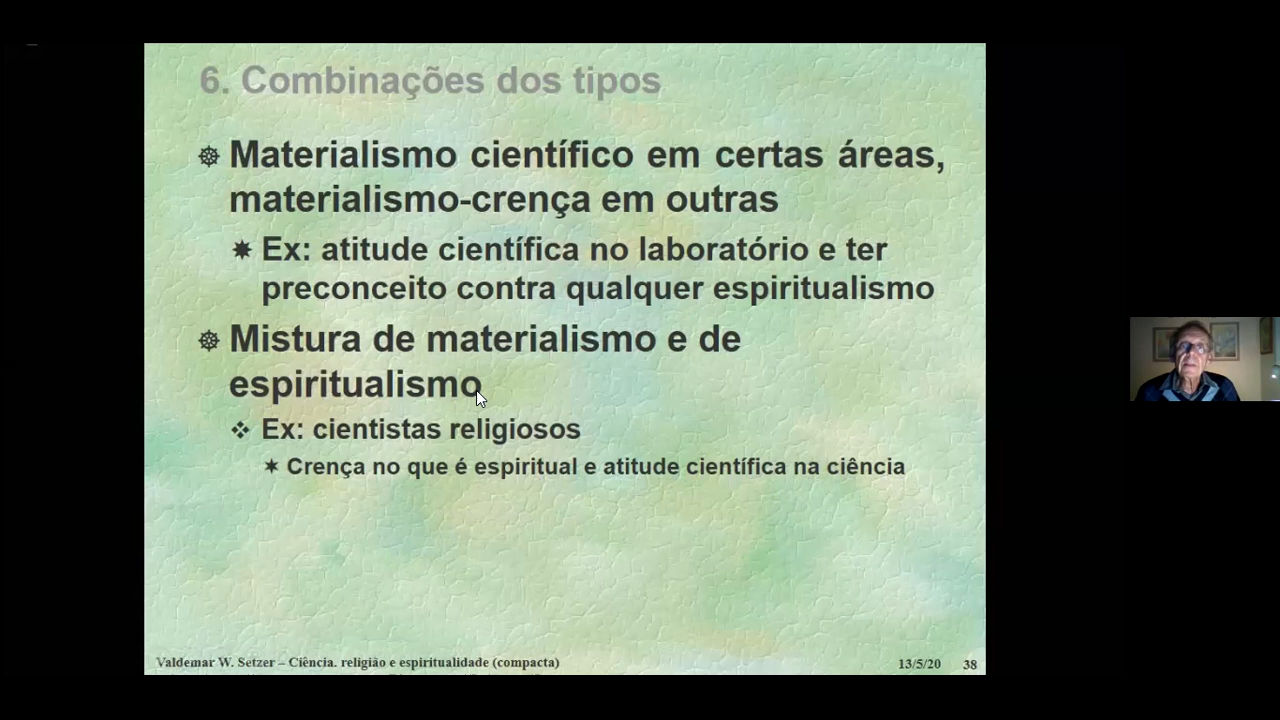 6. Combinações dos tipos
Materialismo científico em certas áreas,
materialismo-crença em outras
Ex: atitude científica no laboratório e ter
preconceito contra qualquer espiritualismo
Mistura de materialismo e de
espiritualismo
Ex: cientistas religiosos
Crença no que é espiritual e atitude científica na ciência
Valdemar W. Setzer – Ciência. religião e espiritualidade (compacta)
13/5/20 38